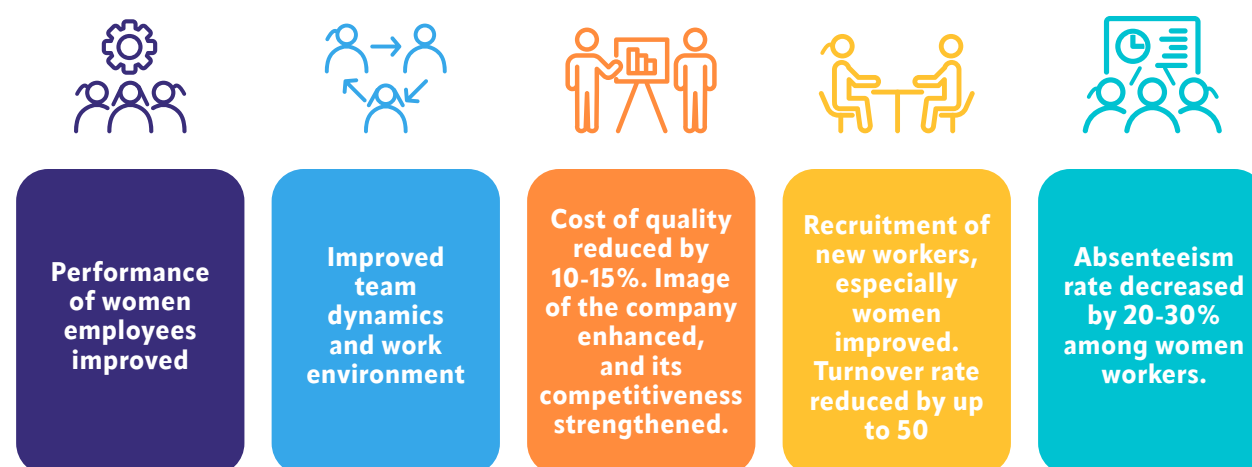 Performance
of women
employees
improved
Improved
team
dynamics
and work
environment
Cost of quality
reduced by
10-15%. Image
of the company
enhanced,
and its
competitiveness
strengthened.
Recruitment of
new workers,
especially
women
improved.
Turnover rate
reduced by up
to 50
Absenteeism
rate decreased
by 20-30%
among women
workers.